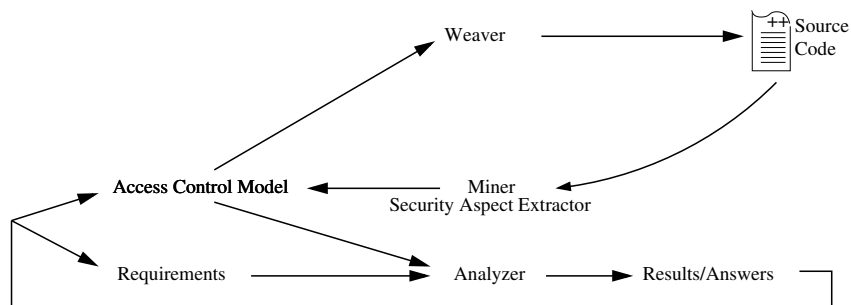 Weaver
++ Source
Code
Access Control Model
Miner
Security Aspect Extractor
Requirements
Analyzer
Results/Answers